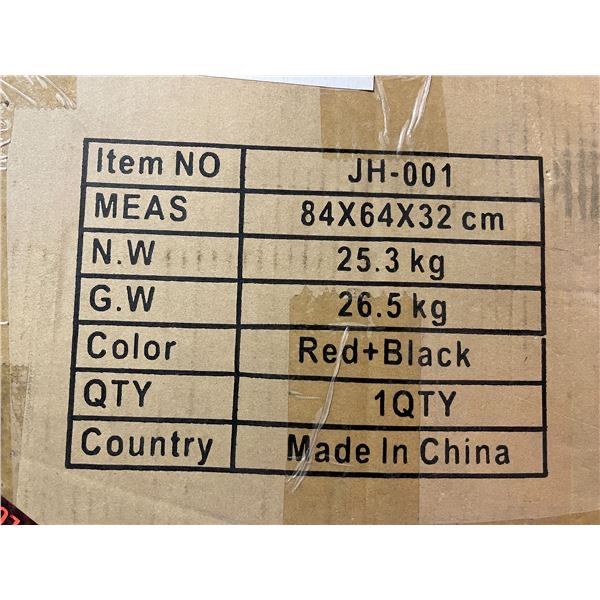 Item NO JH-001
MEAS 84X64X32 cm
N.W 25.3 kg
G.W 26.5 kg
Color Red+Black
QTY 1QTY
Country Made In China